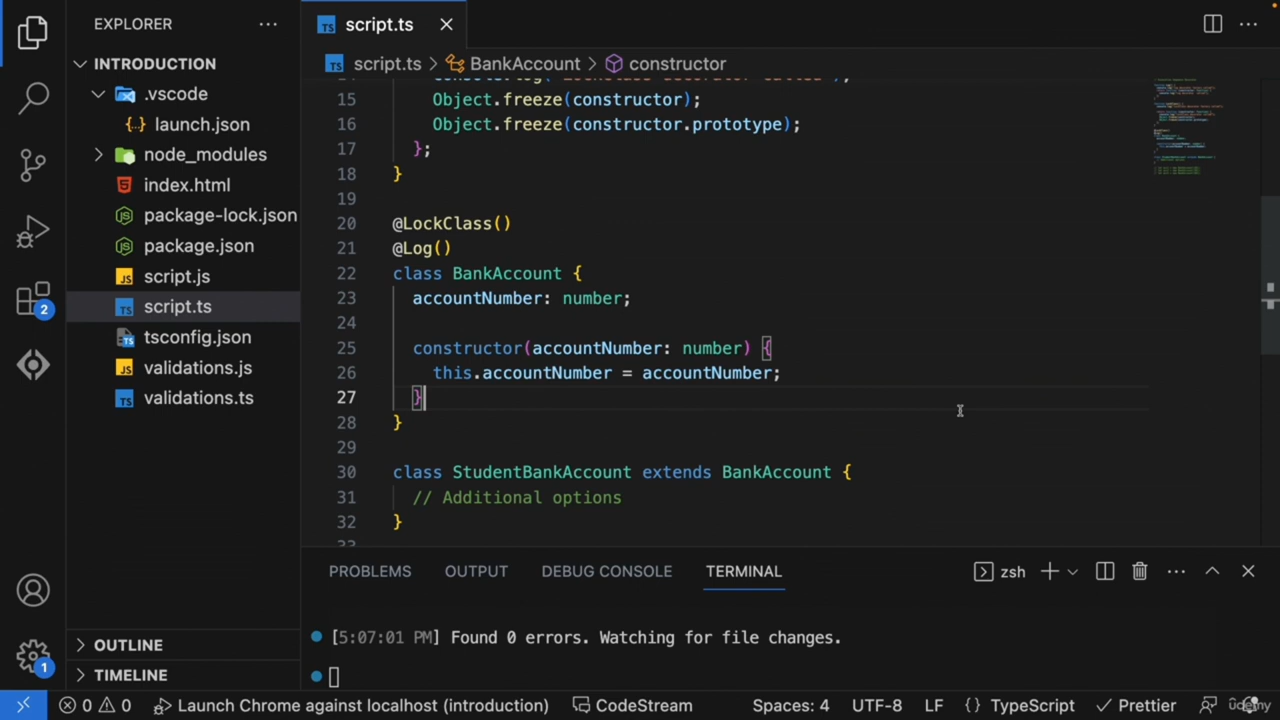 EXPLORER
INTRODUCTION
.vscode
launch.json
node_modules
index.html
package-lock.json
package.json
script.js
script.ts
tsconfig.json
validations.js
validations.ts
OUTLINE
TIMELINE
2
1
TS script.ts
TS script.ts > BankAccount > constructor
15 Object.freeze(constructor);
16 Object.freeze(constructor.prototype);
17 };
18 }
19
20 @LockClass()
21 @Log()
22 class BankAccount {
23 accountNumber: number;
24
25 constructor(accountNumber: number) {
26 this.accountNumber = accountNumber;
27 }
28 }
29
30 class StudentBankAccount extends BankAccount {
31 // Additional options
32 }
PROBLEMS OUTPUT DEBUG CONSOLE TERMINAL zsh
[5:07:01 PM] Found 0 errors. Watching for file changes.
0 0 Launch Chrome against localhost (introduction) CodeStream Spaces: 4 UTF-8 LF {} TypeScript Prettier
udemy